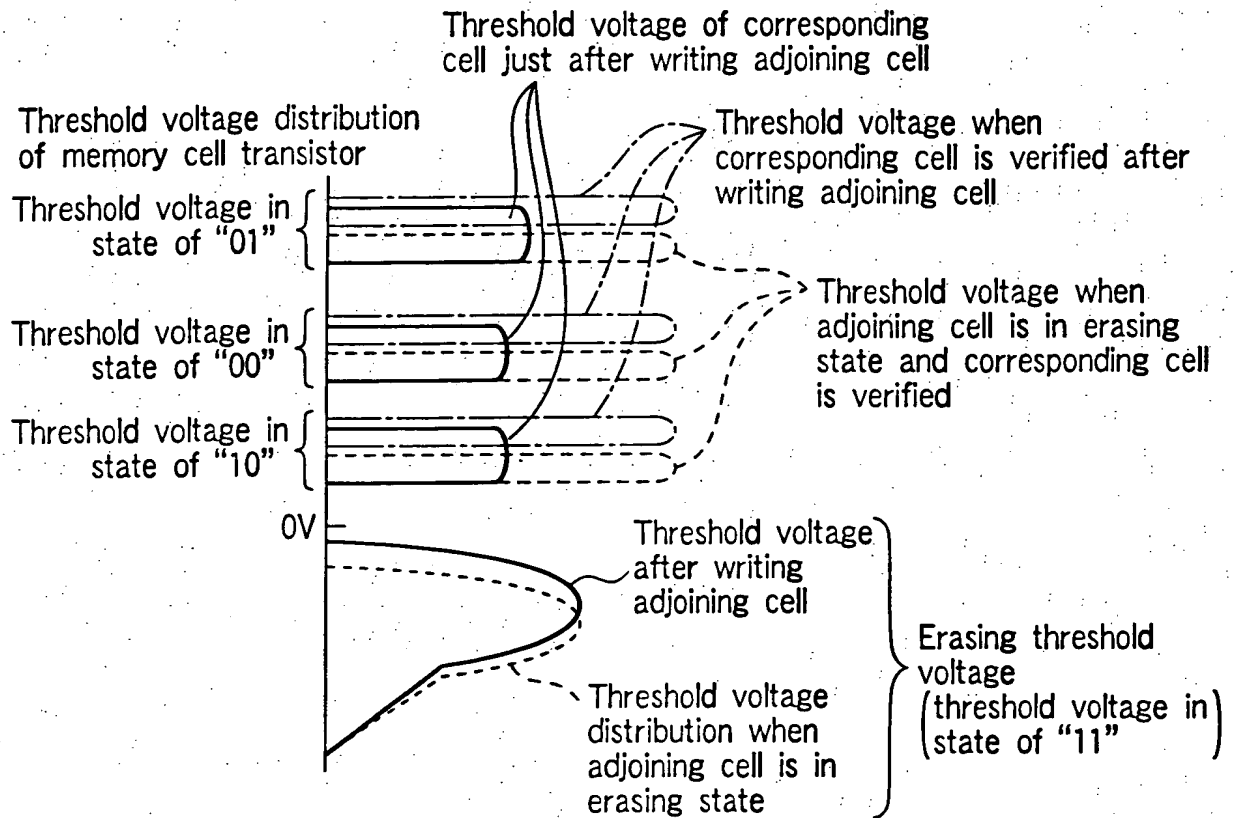 Threshold voltage of corresponding
cell just after writing adjoining cell
Threshold voltage distribution
of memory cell transistor
Threshold voltage when
corresponding cell is verified after
writing adjoining cell
Threshold voltage in
state of "01"
Threshold voltage when
adjoining cell is in erasing
state and corresponding cell
is verified
Threshold voltage in
state of "00"
Threshold voltage in
state of "10"
0V
Threshold voltage
after writing
adjoining cell
Erasing threshold
voltage
(threshold voltage in
state of "11")
Threshold voltage
distribution when
adjoining cell is in
erasing state